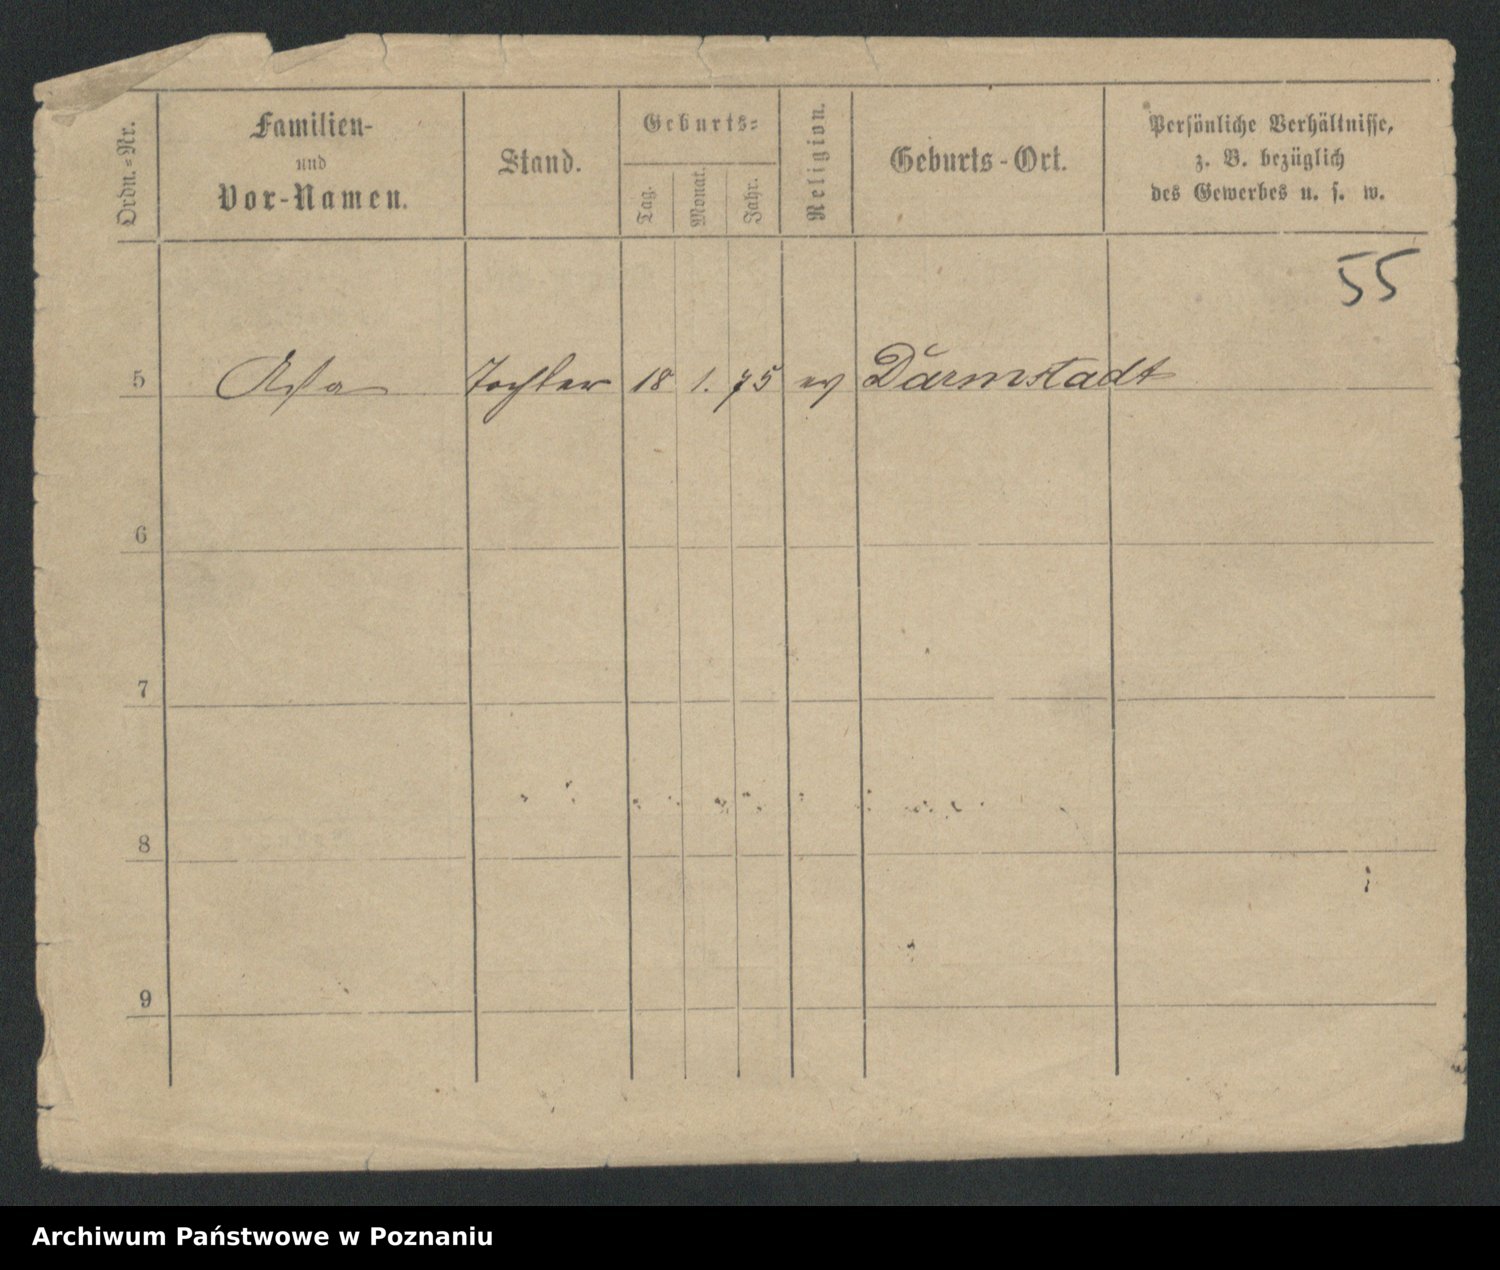 Ordn.-Nr.
Familien-
und
Vor-Namen.
Stand.
Geburts-
Tag.
Monat.
Jahr.
Religion.
Geburts-Ort.
Persönliche Verhältnisse,
z. B. bezüglich
des Gewerbes u. s. w.
55
5 Tochter 18 1. 75 ev Darmstadt
6
7
8
9
Archiwum Państwowe w Poznaniu